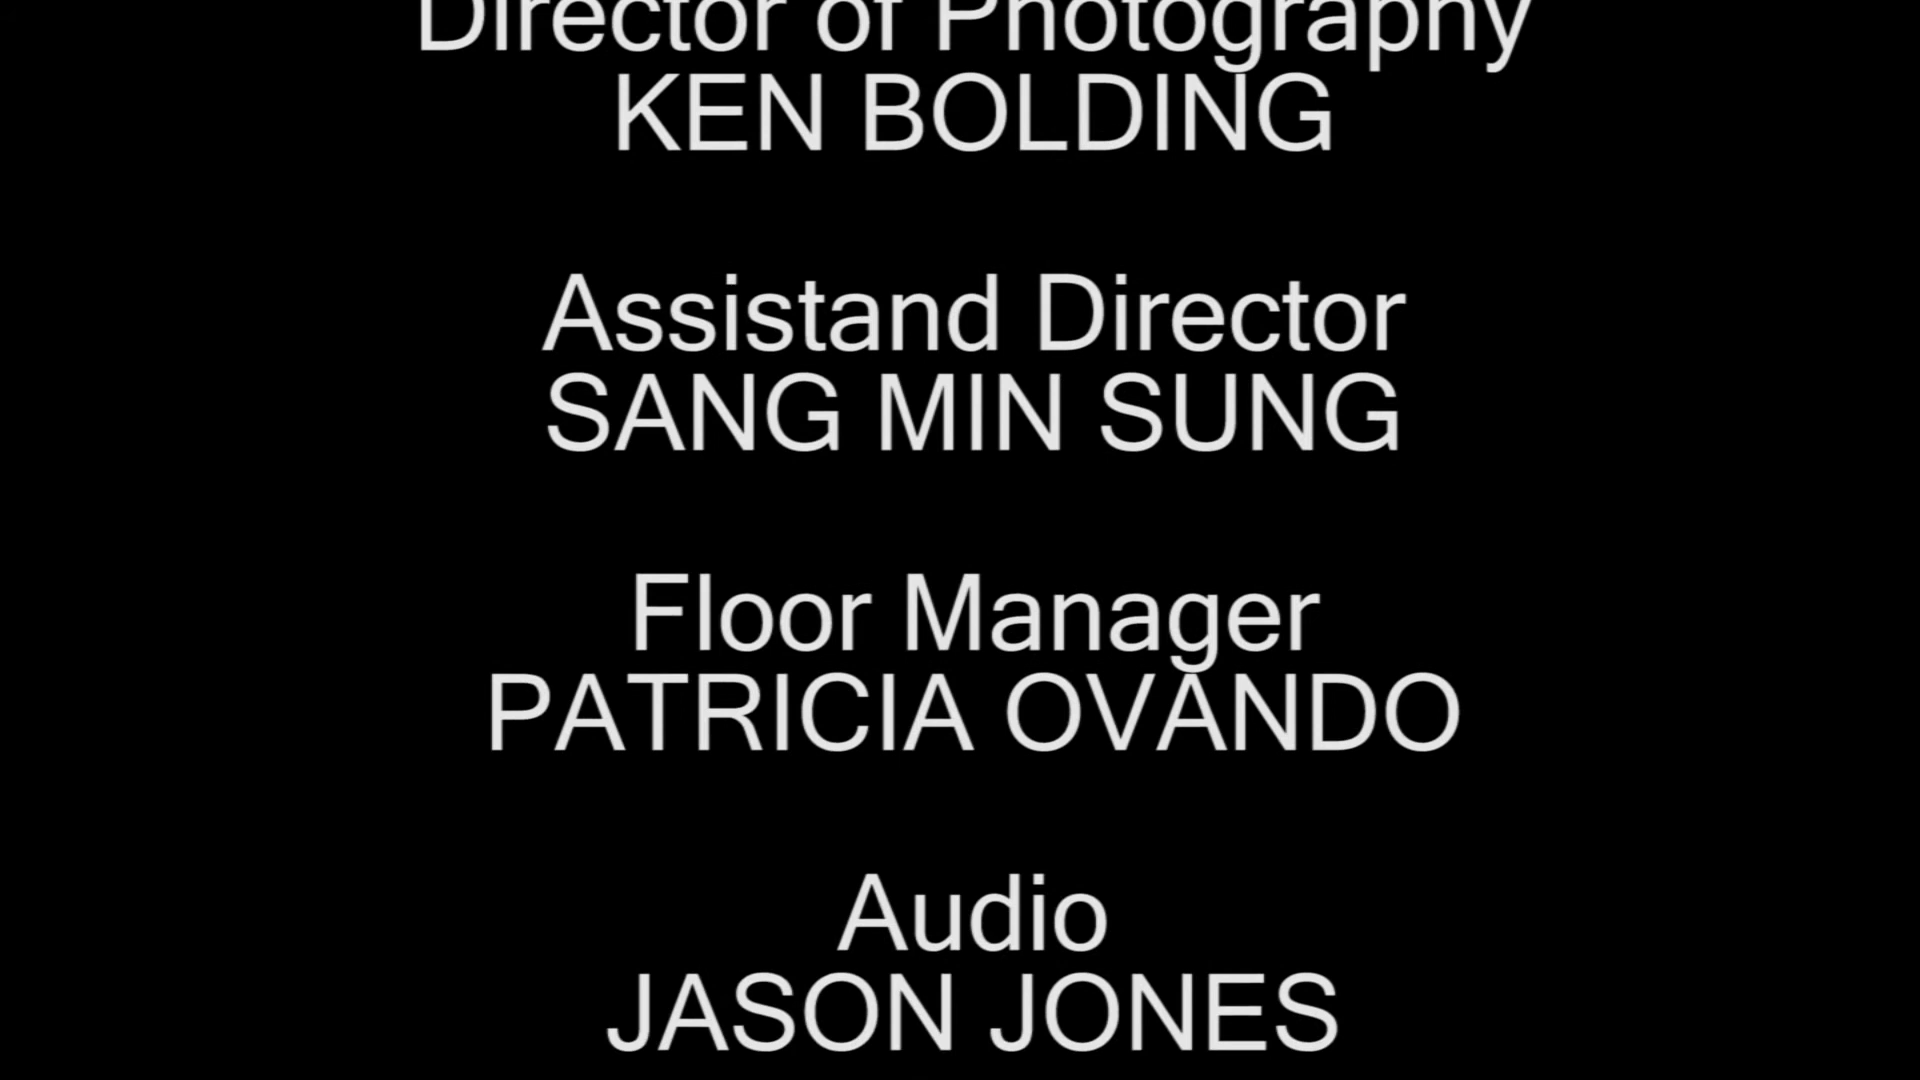 Director of Photography
KEN BOLDING
Assistand Director
SANG MIN SUNG
Floor Manager
PATRICIA OVANDO
Audio
JASON JONES